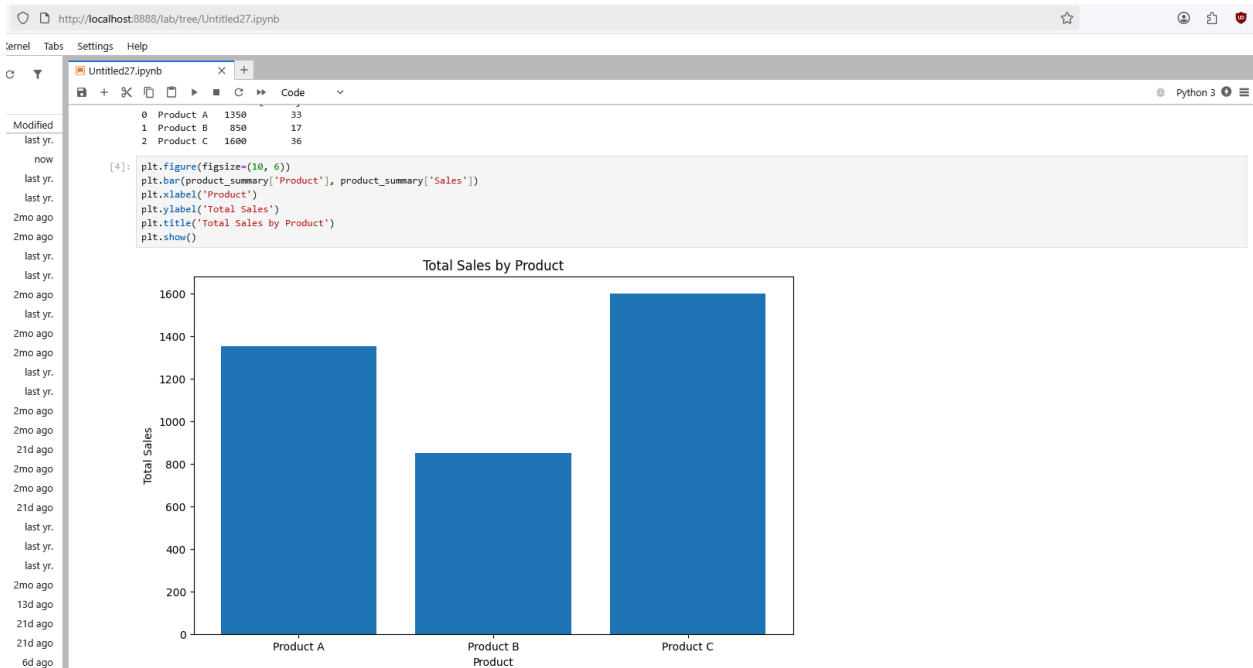 http://localhost:8888/lab/tree/Untitled27.ipynb
Kernel Tabs Settings Help
Untitled27.ipynb
Code
Python 3
Modified
last yr.
now
last yr.
last yr.
2mo ago
2mo ago
last yr.
last yr.
2mo ago
last yr.
2mo ago
2mo ago
last yr.
last yr.
2mo ago
2mo ago
21d ago
2mo ago
2mo ago
21d ago
last yr.
last yr.
last yr.
2mo ago
13d ago
21d ago
21d ago
6d ago
0 Product A 1350 33
1 Product B 850 17
2 Product C 1600 36
[4]:
plt.figure(figsize=(10, 6))
plt.bar(product_summary['Product'], product_summary['Sales'])
plt.xlabel('Product')
plt.ylabel('Total Sales')
plt.title('Total Sales by Product')
plt.show()
Total Sales by Product
Total Sales
1600
1400
1200
1000
800
600
400
200
0
Product A Product B Product C
Product